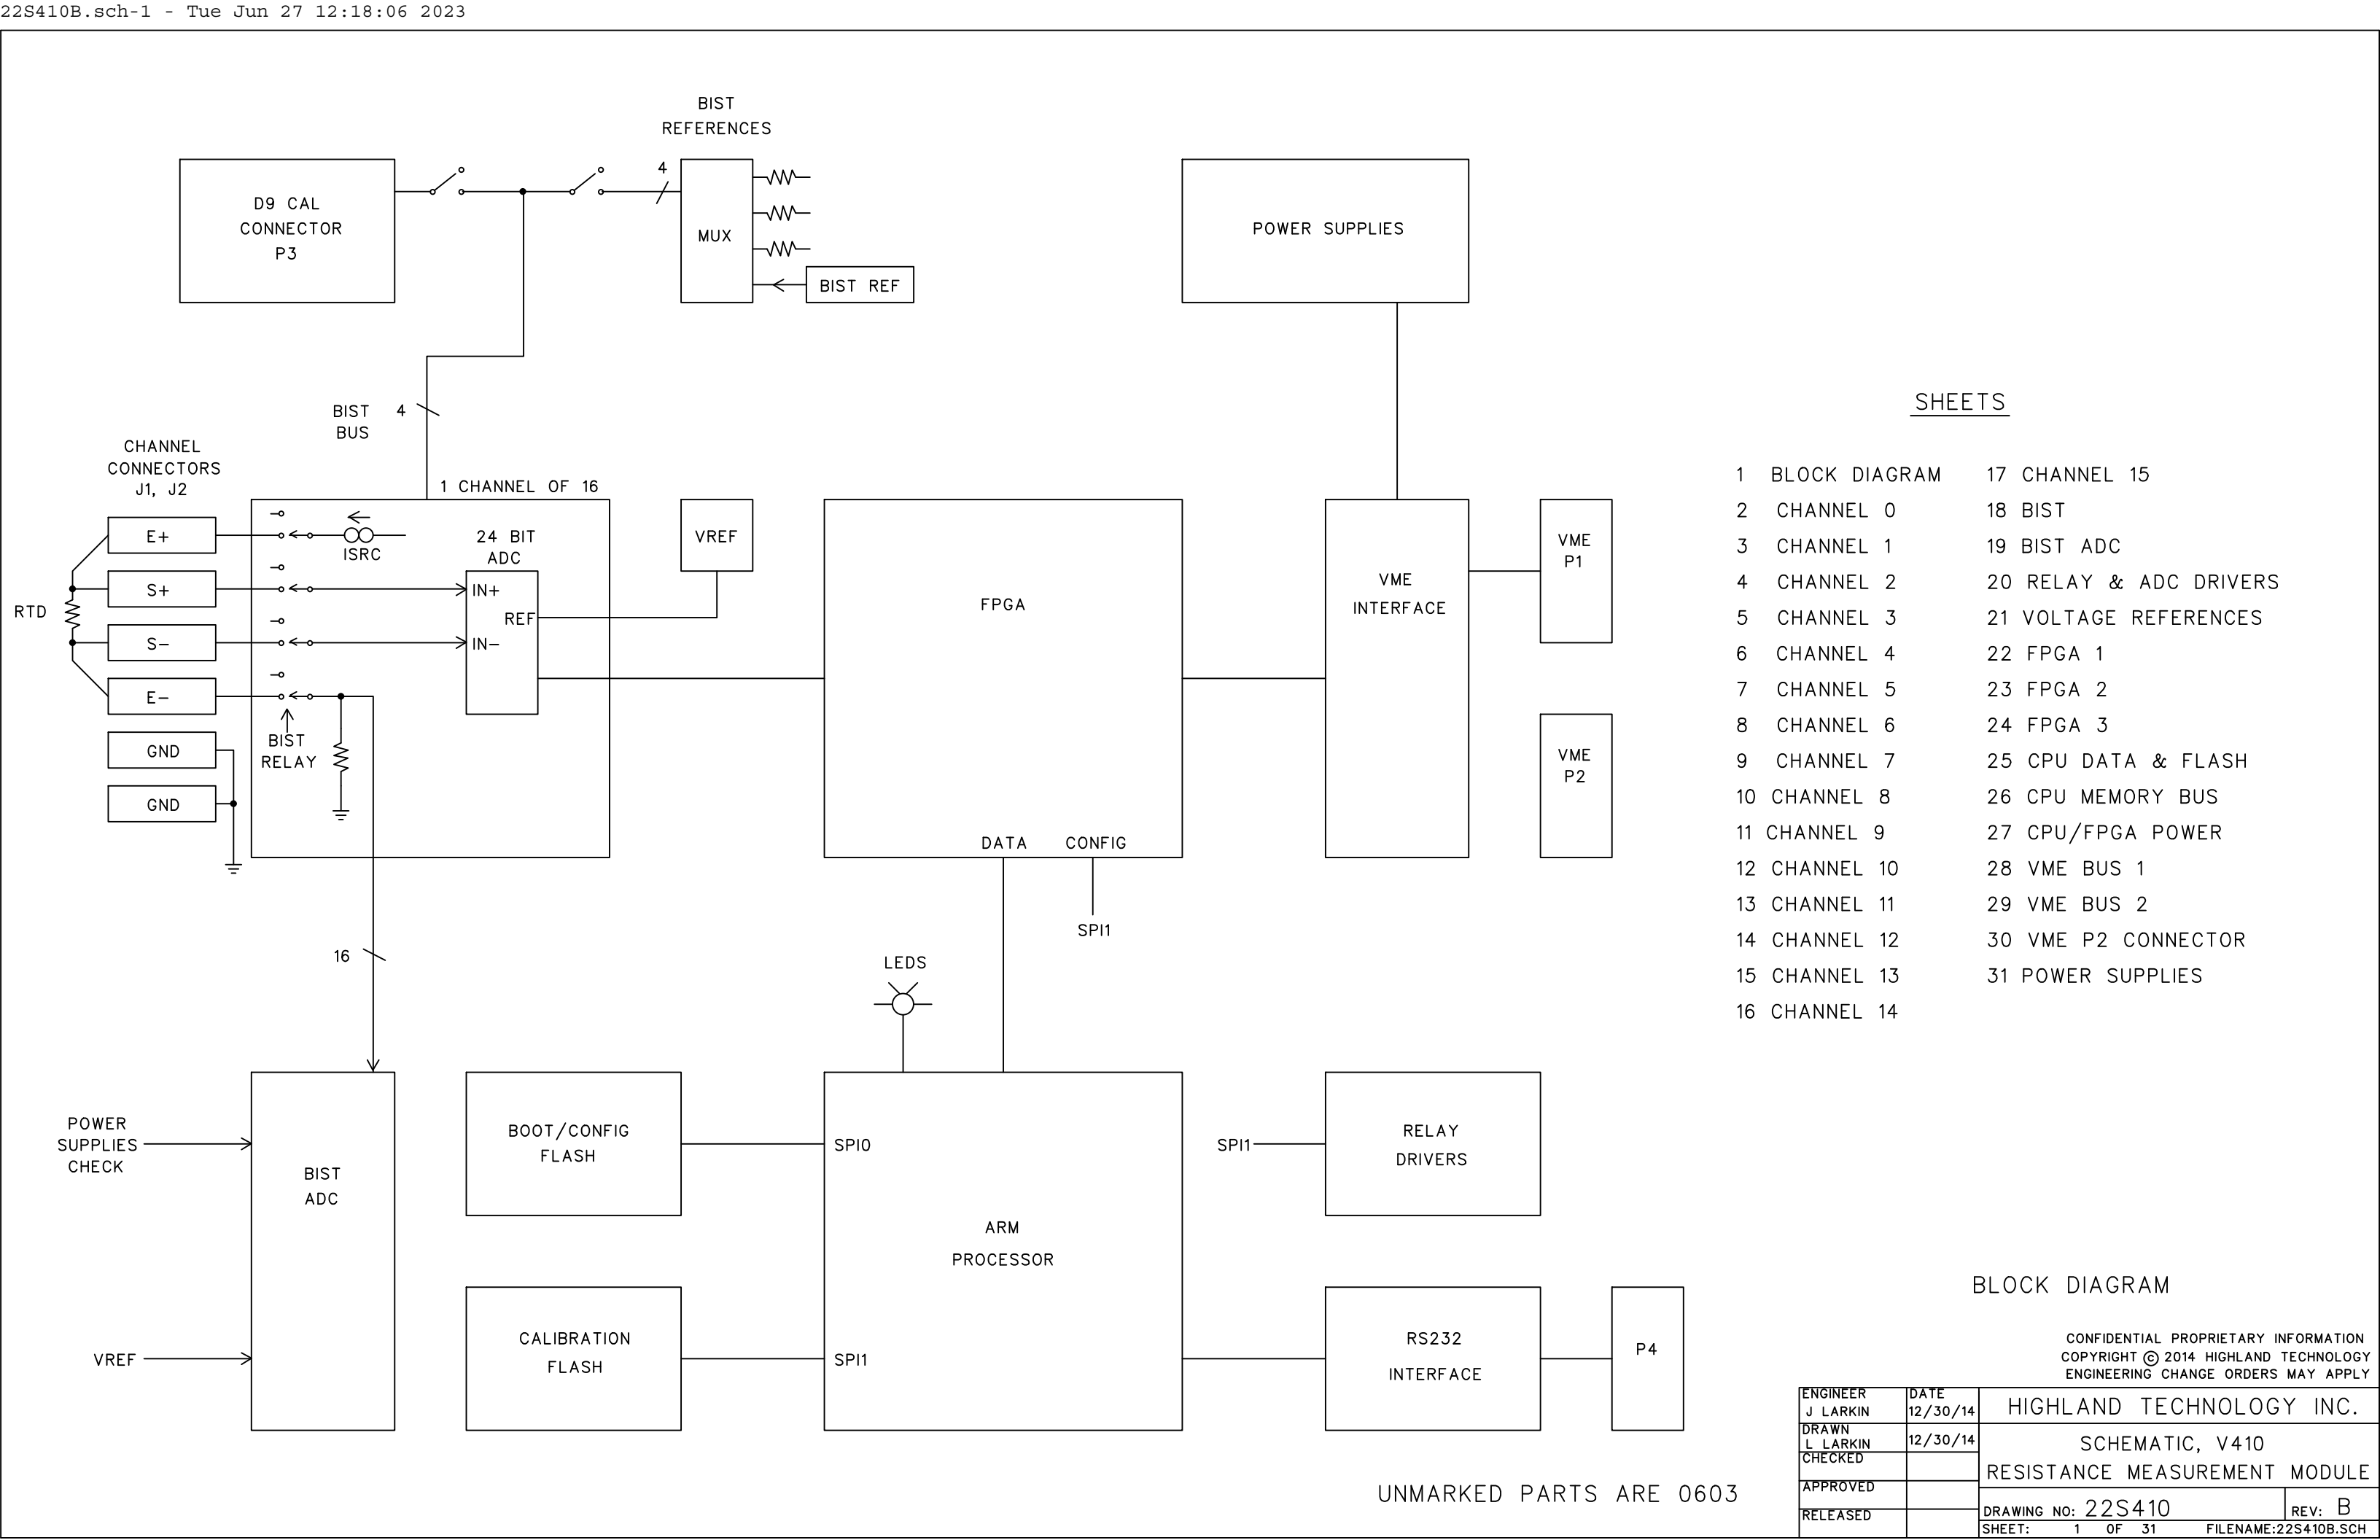 22S410B.sch-1 - Tue Jun 27 12:18:06 2023
BIST
REFERENCES
D9 CAL
CONNECTOR
P3
4
MUX
BIST REF
POWER SUPPLIES
BIST
BUS
4
CHANNEL
CONNECTORS
J1, J2
1 CHANNEL OF 16
E+
S+
S-
E-
GND
GND
RTD
ISRC
24 BIT
ADC
IN+
REF
IN-
BIST
RELAY
VREF
FPGA
DATA
CONFIG
SPI1
VME
INTERFACE
VME
P1
VME
P2
16
LEDS
POWER
SUPPLIES
CHECK
VREF
BIST
ADC
BOOT/CONFIG
FLASH
CALIBRATION
FLASH
SPI0
SPI1
ARM
PROCESSOR
SPI1
RELAY
DRIVERS
RS232
INTERFACE
P4
SHEETS
1 BLOCK DIAGRAM
2 CHANNEL 0
3 CHANNEL 1
4 CHANNEL 2
5 CHANNEL 3
6 CHANNEL 4
7 CHANNEL 5
8 CHANNEL 6
9 CHANNEL 7
10 CHANNEL 8
11 CHANNEL 9
12 CHANNEL 10
13 CHANNEL 11
14 CHANNEL 12
15 CHANNEL 13
16 CHANNEL 14
17 CHANNEL 15
18 BIST
19 BIST ADC
20 RELAY & ADC DRIVERS
21 VOLTAGE REFERENCES
22 FPGA 1
23 FPGA 2
24 FPGA 3
25 CPU DATA & FLASH
26 CPU MEMORY BUS
27 CPU/FPGA POWER
28 VME BUS 1
29 VME BUS 2
30 VME P2 CONNECTOR
31 POWER SUPPLIES
BLOCK DIAGRAM
CONFIDENTIAL PROPRIETARY INFORMATION
COPYRIGHT © 2014 HIGHLAND TECHNOLOGY
ENGINEERING CHANGE ORDERS MAY APPLY
UNMARKED PARTS ARE 0603
ENGINEER
J LARKIN
DATE
12/30/14
DRAWN
L LARKIN
12/30/14
CHECKED
APPROVED
RELEASED
HIGHLAND TECHNOLOGY INC.
SCHEMATIC, V410
RESISTANCE MEASUREMENT MODULE
DRAWING NO: 22S410
REV: B
SHEET: 1 OF 31
FILENAME:22S410B.SCH